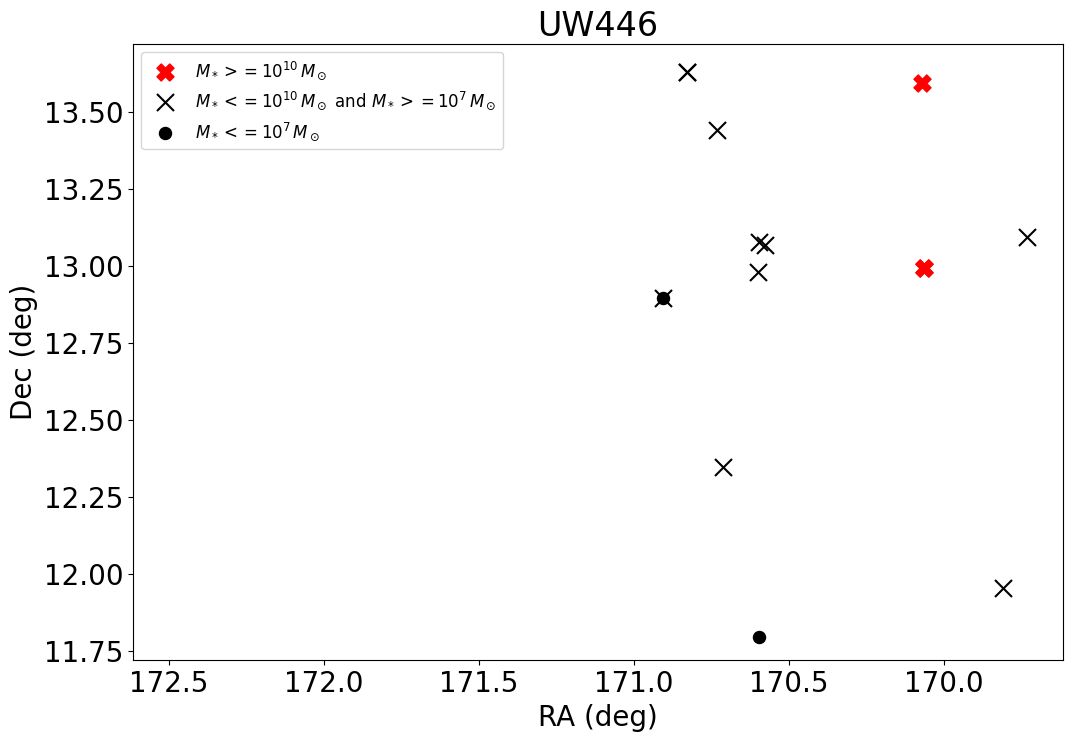 UW446
M* >= 10^10 M⊙
M* <= 10^10 M⊙ and M* >= 10^7 M⊙
M* <= 10^7 M⊙
Dec (deg)
13.50
13.25
13.00
12.75
12.50
12.25
12.00
11.75
172.5 172.0 171.5 171.0 170.5 170.0
RA (deg)